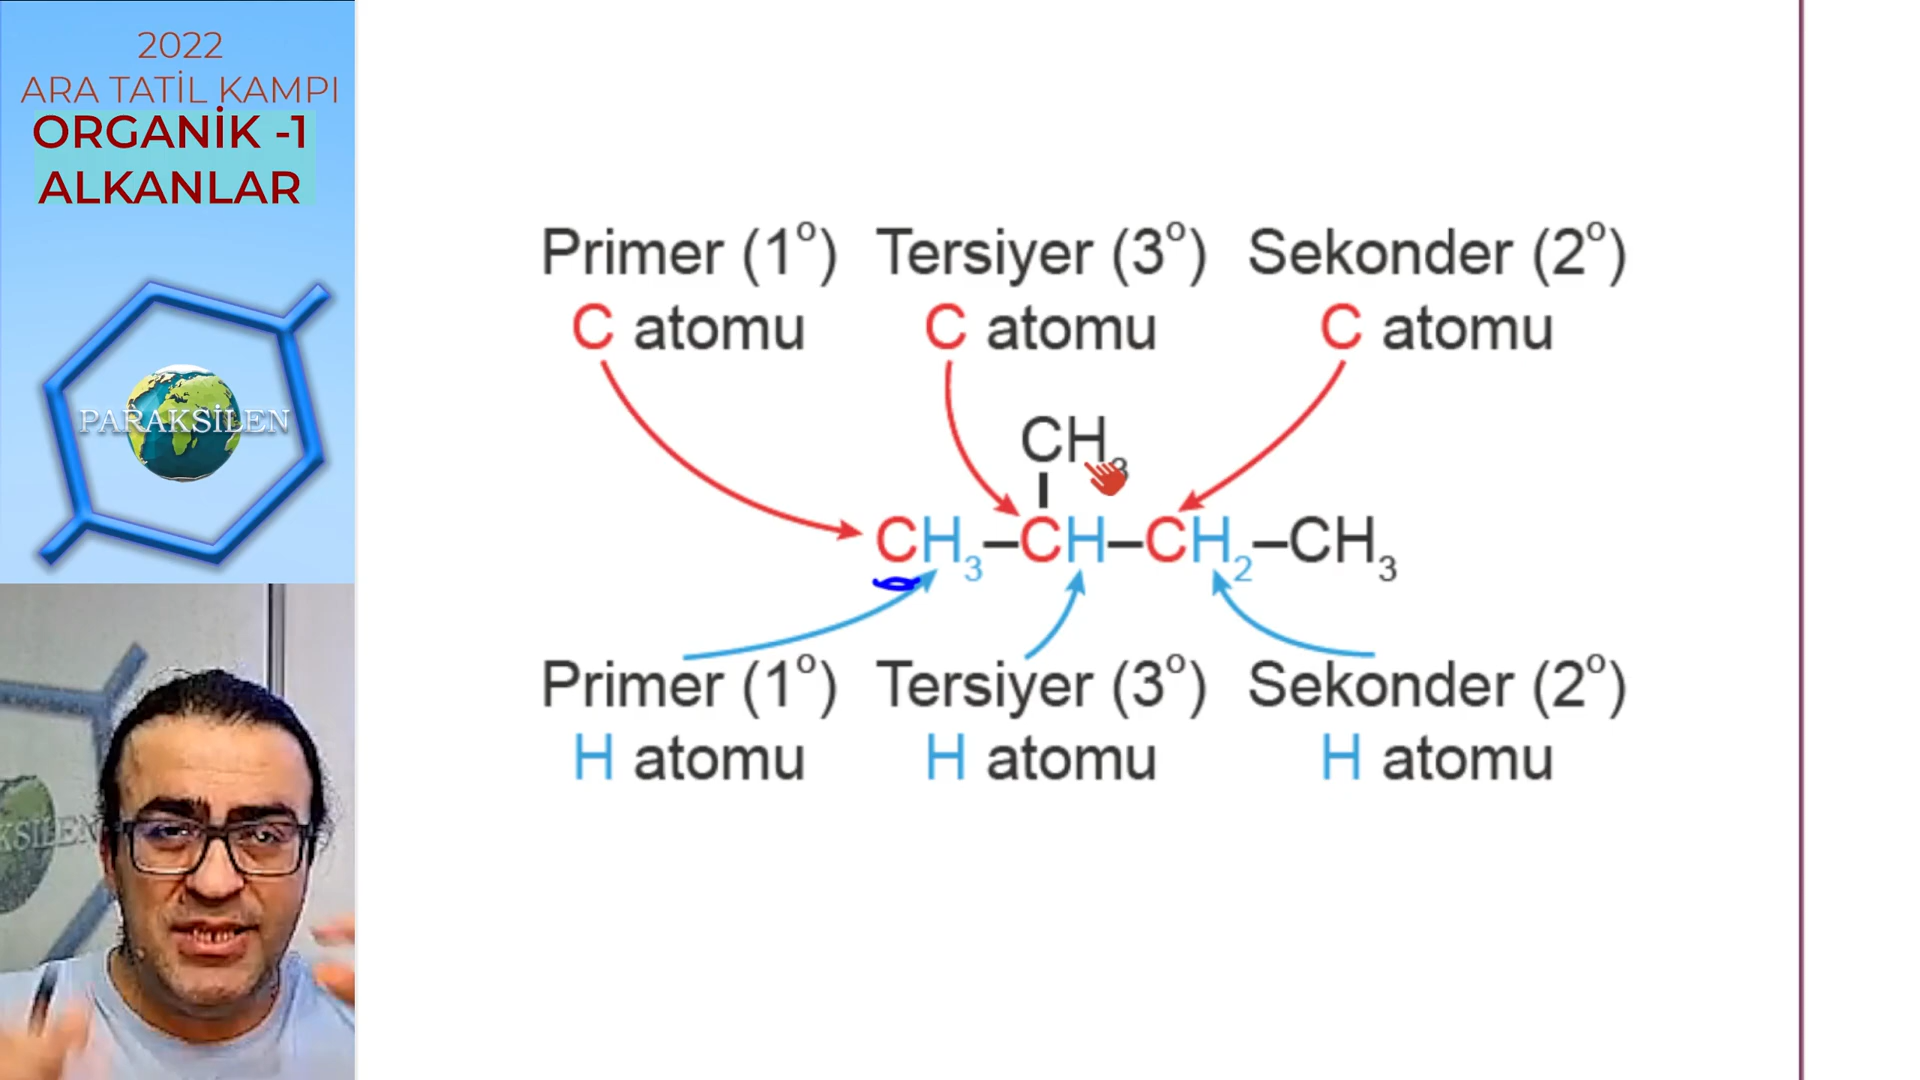 2022
ARA TATİL KAMPI
ORGANİK -1
ALKANLAR
PARAKSİLEN
Primer (1°) Tersiyer (3°) Sekonder (2°)
C atomu C atomu C atomu
CH₃
CH₃–CH–CH₂–CH₃
Primer (1°) Tersiyer (3°) Sekonder (2°)
H atomu H atomu H atomu